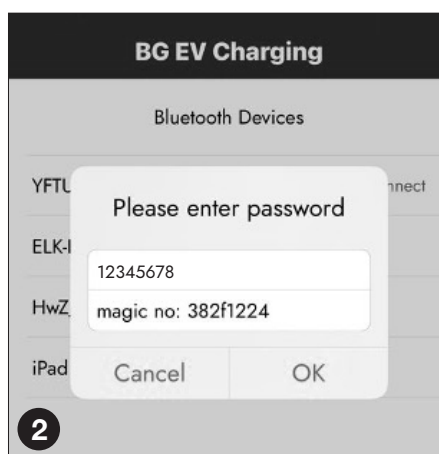 BG EV Charging
Bluetooth Devices
YFTU
nnect
Please enter password
12345678
magic no: 382f1224
HwZ
iPad
Cancel
OK
2